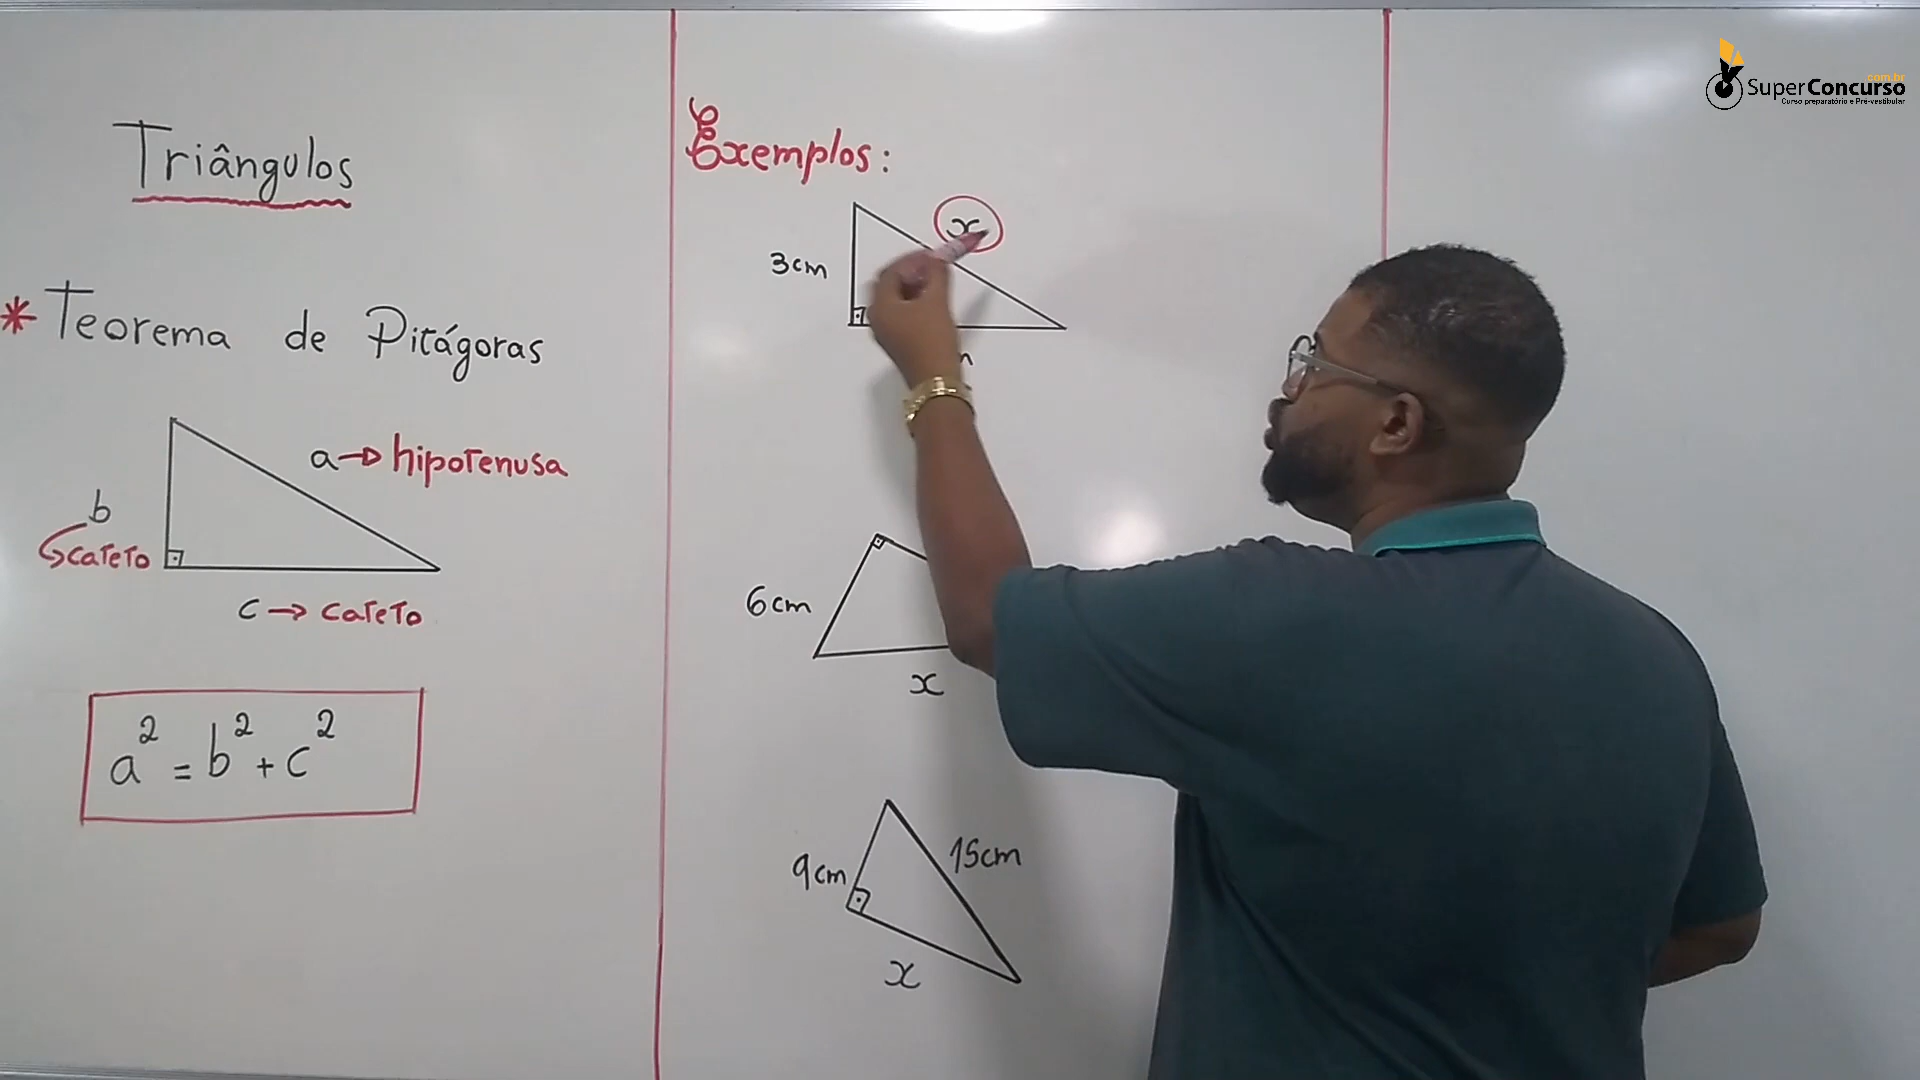 Triângulos
* Teorema de Pitágoras
a → hipotenusa
b
cateto
c → cateto
a² = b² + c²
Exemplos:
x
3cm
6cm
x
9cm
15cm
x
SuperConcurso
.com.br
Curso preparatório e Pré-vestibular